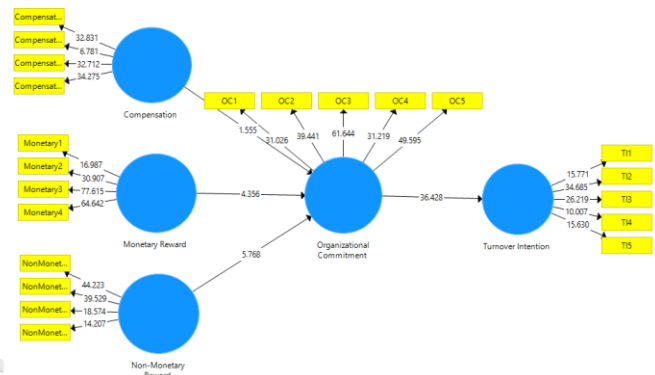 Compensat...
Compensat...
Compensat...
Compensat...
32.831
6.781
32.712
34.275
Compensation
OC1
OC2
OC3
OC4
OC5
1.555
31.026
39.441
61.644
31.219
49.595
Monetary1
Monetary2
Monetary3
Monetary4
16.987
30.907
77.615
64.642
Monetary Reward
4.356
Organizational
Commitment
36.428
TI1
TI2
TI3
TI4
TI5
15.771
34.685
26.219
10.007
15.630
Turnover Intention
5.768
NonMonet...
NonMonet...
NonMonet...
NonMonet...
44.223
39.529
18.574
14.207
Non-Monetary
Reward